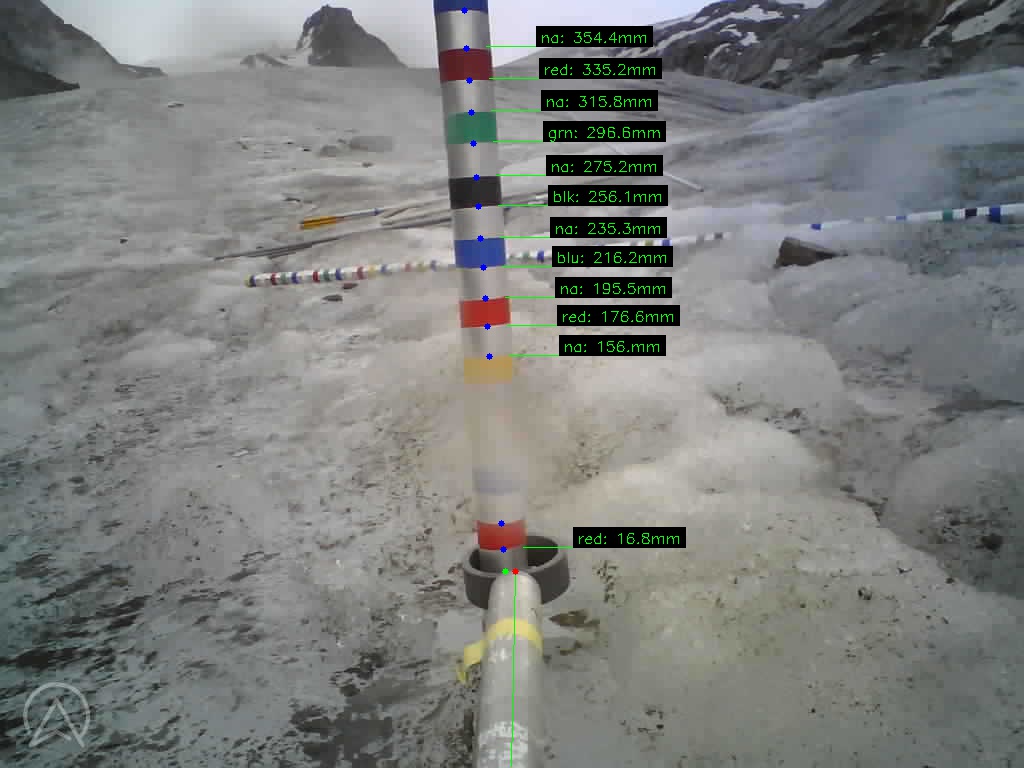 na: 354.4mm
red: 335.2mm
na: 315.8mm
grn: 296.6mm
na: 275.2mm
blk: 256.1mm
na: 235.3mm
blu: 216.2mm
na: 195.5mm
red: 176.6mm
na: 156.mm
red: 16.8mm